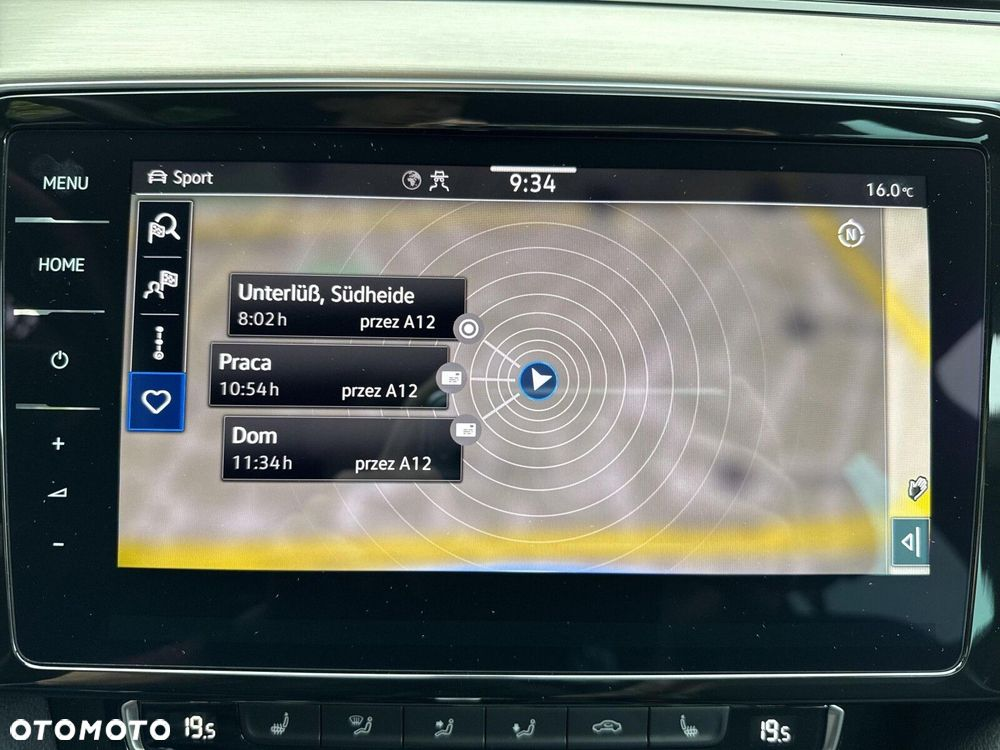 MENU
HOME
+
-
Sport
9:34
16.0°C
N
Unterlüß, Südheide
8:02h przez A12
Praca
10:54h przez A12
Dom
11:34h przez A12
OTOMOTO
19.5
19.5